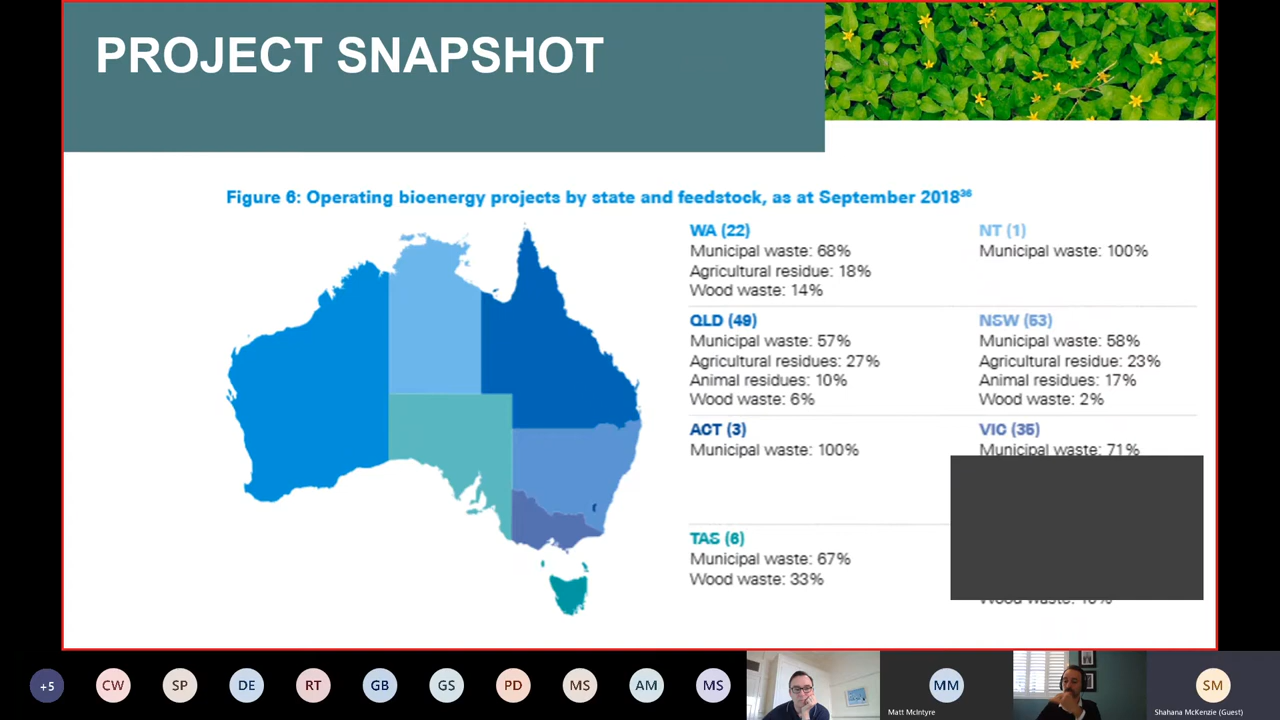 PROJECT SNAPSHOT
Figure 6: Operating bioenergy projects by state and feedstock, as at September 2018³⁶
WA (22)
Municipal waste: 68%
Agricultural residue: 18%
Wood waste: 14%
NT (1)
Municipal waste: 100%
QLD (49)
Municipal waste: 57%
Agricultural residues: 27%
Animal residues: 10%
Wood waste: 6%
NSW (53)
Municipal waste: 58%
Agricultural residue: 23%
Animal residues: 17%
Wood waste: 2%
ACT (3)
Municipal waste: 100%
VIC (35)
Municipal waste: 71%
TAS (6)
Municipal waste: 67%
Wood waste: 33%
+5
CW
SP
DE
RT
GB
GS
PD
MS
AM
MS
MM
Matt McIntyre
SM
Shahana McKenzie (Guest)